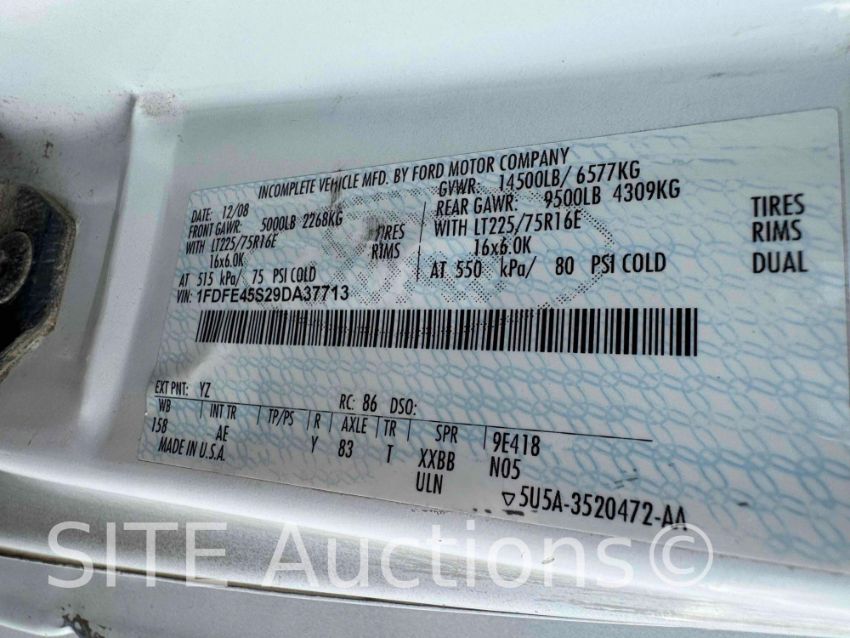 INCOMPLETE VEHICLE MFD. BY FORD MOTOR COMPANY
DATE: 12/08 GVWR: 14500LB/ 6577KG
FRONT GAWR: 5000LB 2268KG REAR GAWR: 9500LB 4309KG
WITH LT225/75R16E TIRES WITH LT225/75R16E TIRES
16x6.0K RIMS 16x6.0K RIMS
AT 515 kPa/ 75 PSI COLD AT 550 kPa/ 80 PSI COLD DUAL
VIN: 1FDFE45S29DA37713
EXT PNT: YZ RC: 86 DSO:
WB INT TR TP/PS R AXLE TR SPR 9E418
158 AE Y 83 T XXBB N05
MADE IN U.S.A. ULN ▽5U5A-3520472-AA
SITE Auctions©